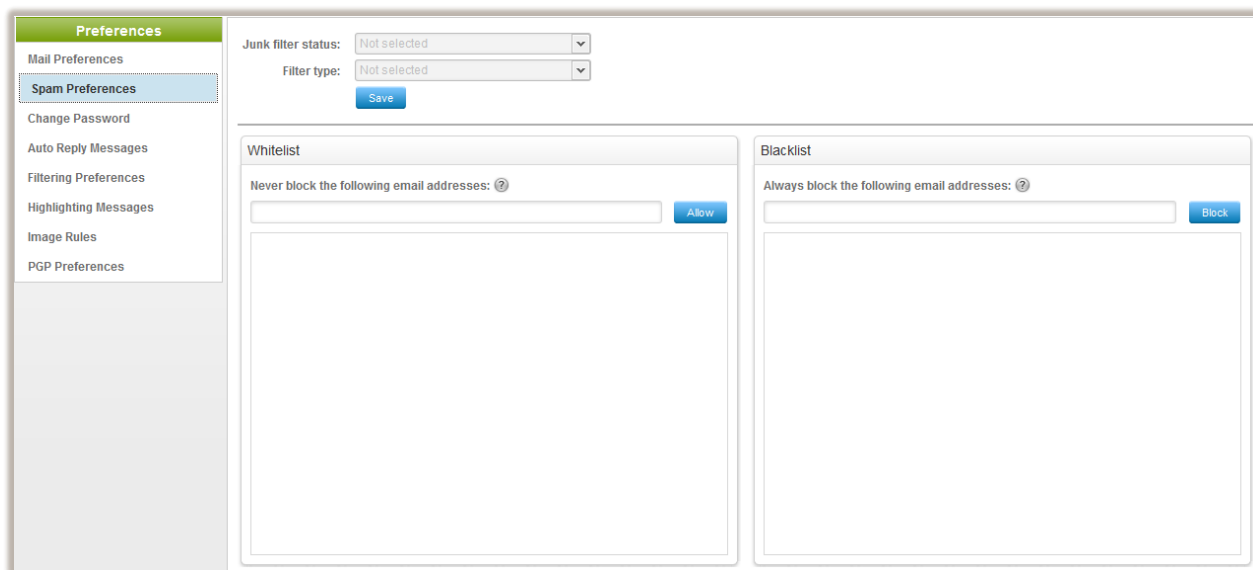 Preferences
Mail Preferences
Spam Preferences
Change Password
Auto Reply Messages
Filtering Preferences
Highlighting Messages
Image Rules
PGP Preferences
Junk filter status: Not selected
Filter type: Not selected
Save
Whitelist
Never block the following email addresses: ?
Allow
Blacklist
Always block the following email addresses: ?
Block